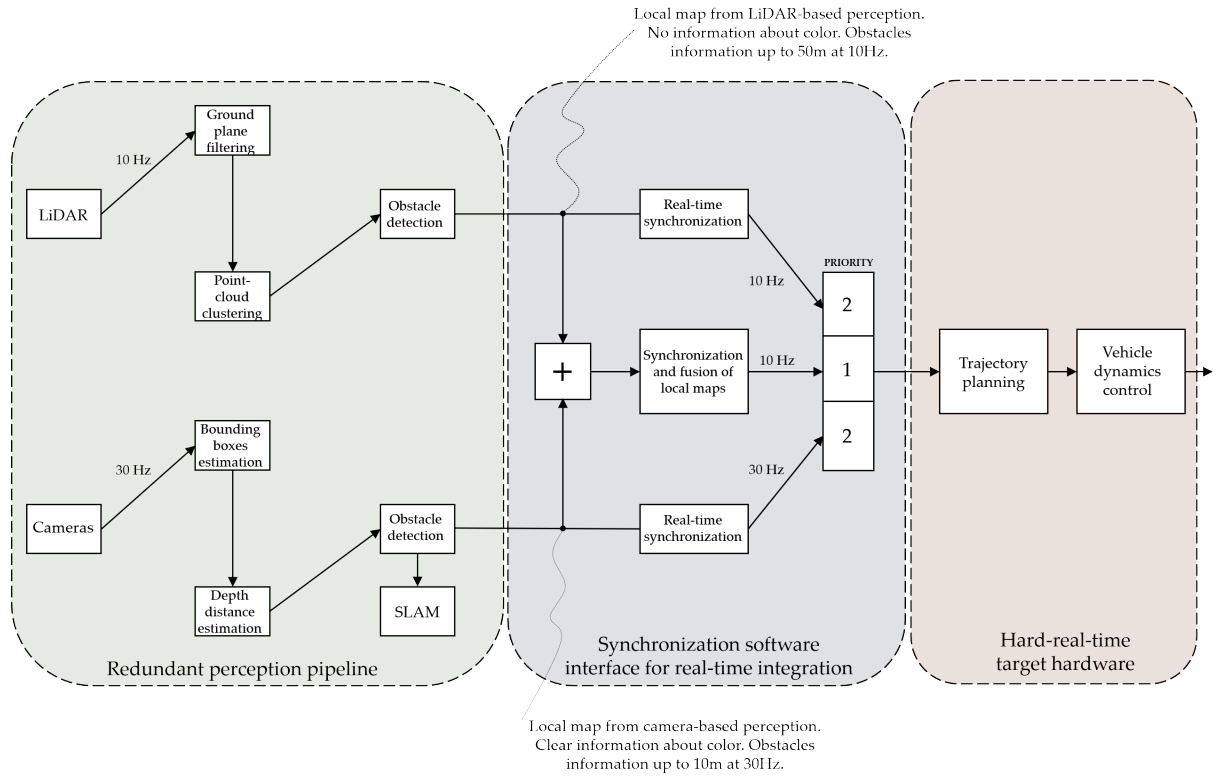 Local map from LiDAR-based perception.
No information about color. Obstacles
information up to 50m at 10Hz.
Ground
plane
filtering
10 Hz
LiDAR
Point-
cloud
clustering
Obstacle
detection
Bounding
boxes
estimation
30 Hz
Cameras
Depth
distance
estimation
Obstacle
detection
SLAM
Redundant perception pipeline
Real-time
synchronization
10 Hz
PRIORITY
2
+
Synchronization
and fusion of
local maps
10 Hz
1
2
30 Hz
Real-time
synchronization
Synchronization software
interface for real-time integration
Trajectory
planning
Vehicle
dynamics
control
Hard-real-time
target hardware
Local map from camera-based perception.
Clear information about color. Obstacles
information up to 10m at 30Hz.